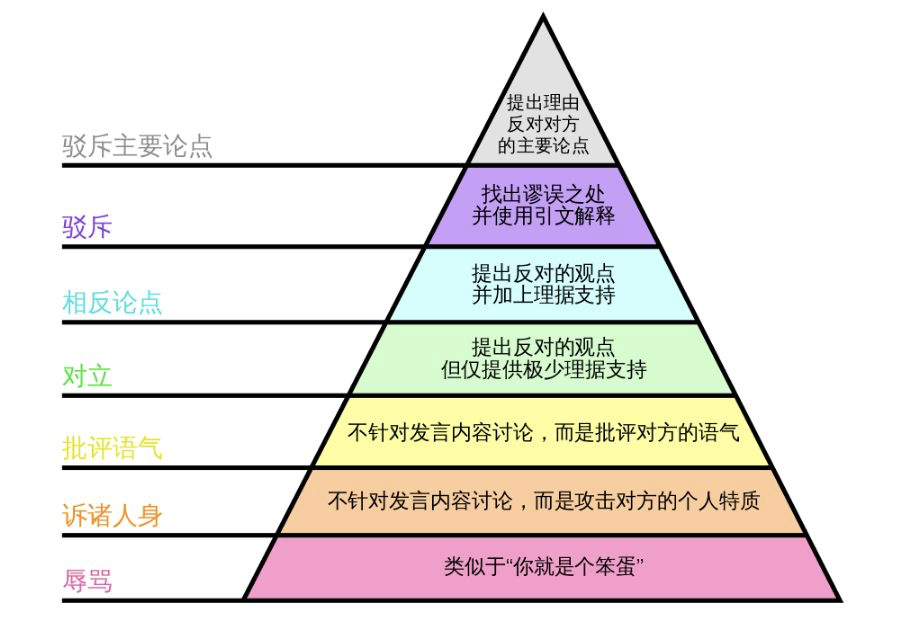 提出理由
反对对方
的主要论点
驳斥主要论点
找出谬误之处
并使用引文解释
驳斥
提出反对的观点
并加上理据支持
相反论点
提出反对的观点
但仅提供极少理据支持
对立
不针对发言内容讨论，而是批评对方的语气
批评语气
不针对发言内容讨论，而是攻击对方的个人特质
诉诸人身
类似于“你就是个笨蛋”
辱骂